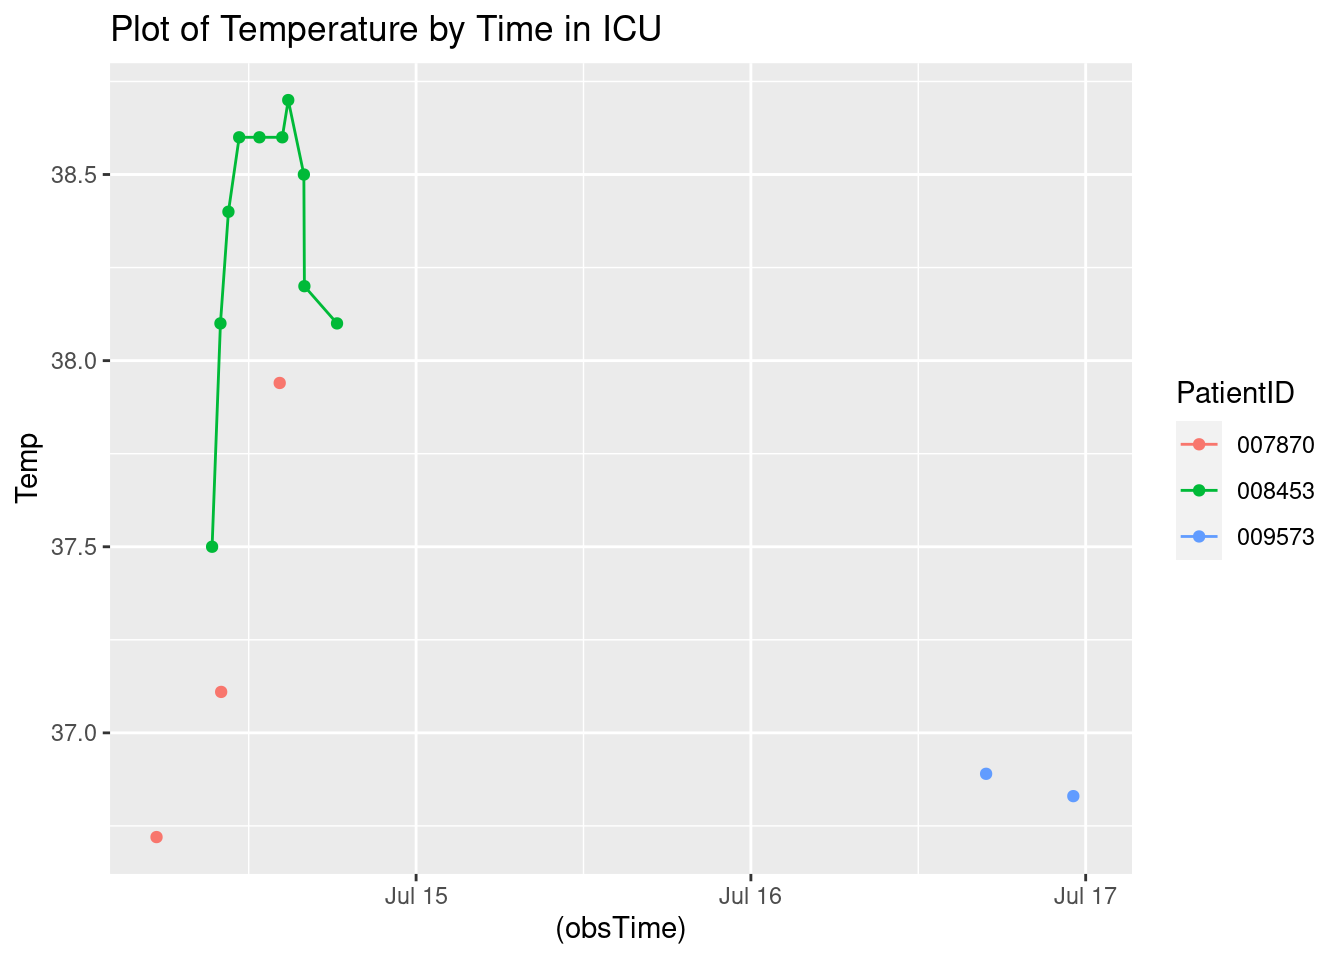 Plot of Temperature by Time in ICU
38.5
38.0
37.5
37.0
Temp
Jul 15
Jul 16
Jul 17
(obsTime)
PatientID
007870
008453
009573